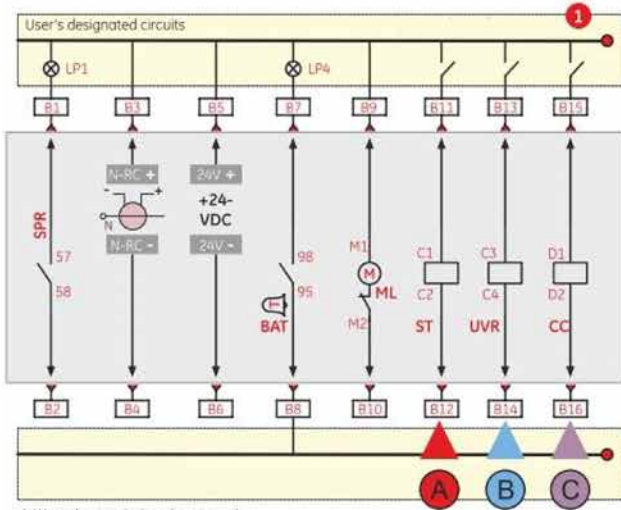 User's designated circuits
1
LP1
LP4
B1 B3 B5 B7 B9 B11 B13 B15
N-RC + 24V +
- + +24-
N VDC
SPR
57 N-RC - 24V - 98 M1 C1 C3 D1
M
58 95 ML C2 C4 D2
T
BAT M2 ST UVR CC
B2 B4 B6 B8 B10 B12 B14 B16
A B C